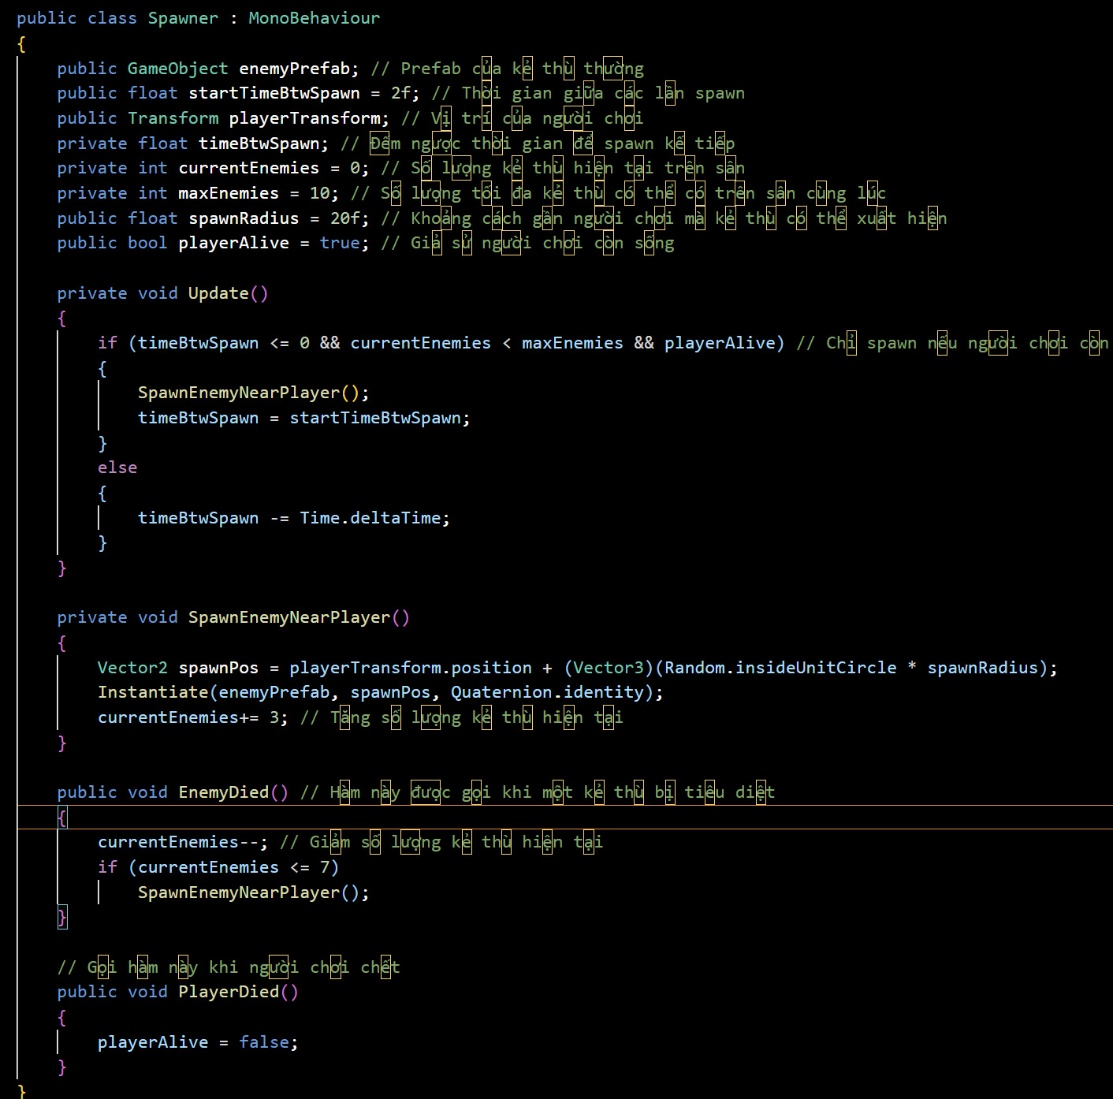 public class Spawner : MonoBehaviour
{
public GameObject enemyPrefab; // Prefab của kẻ thù thường
public float startTimeBtwSpawn = 2f; // Thời gian giữa các lần spawn
public Transform playerTransform; // Vị trí của người chơi
private float timeBtwSpawn; // Đếm ngược thời gian để spawn kế tiếp
private int currentEnemies = 0; // Số lượng kẻ thù hiện tại trên sân
private int maxEnemies = 10; // Số lượng tối đa kẻ thù có thể có trên sân cùng lúc
public float spawnRadius = 20f; // Khoảng cách gần người chơi mà kẻ thù có thể xuất hiện
public bool playerAlive = true; // Giả sử người chơi còn sống
private void Update()
{
if (timeBtwSpawn <= 0 && currentEnemies < maxEnemies && playerAlive) // Chỉ spawn nếu người chơi còn
{
SpawnEnemyNearPlayer();
timeBtwSpawn = startTimeBtwSpawn;
}
else
{
timeBtwSpawn -= Time.deltaTime;
}
}
private void SpawnEnemyNearPlayer()
{
Vector2 spawnPos = playerTransform.position + (Vector3)(Random.insideUnitCircle * spawnRadius);
Instantiate(enemyPrefab, spawnPos, Quaternion.identity);
currentEnemies+= 3; // Tăng số lượng kẻ thù hiện tại
}
public void EnemyDied() // Hàm này được gọi khi một kẻ thù bị tiêu diệt
{
currentEnemies--; // Giảm số lượng kẻ thù hiện tại
if (currentEnemies <= 7)
SpawnEnemyNearPlayer();
}
// Gọi hàm này khi người chơi chết
public void PlayerDied()
{
playerAlive = false;
}
}